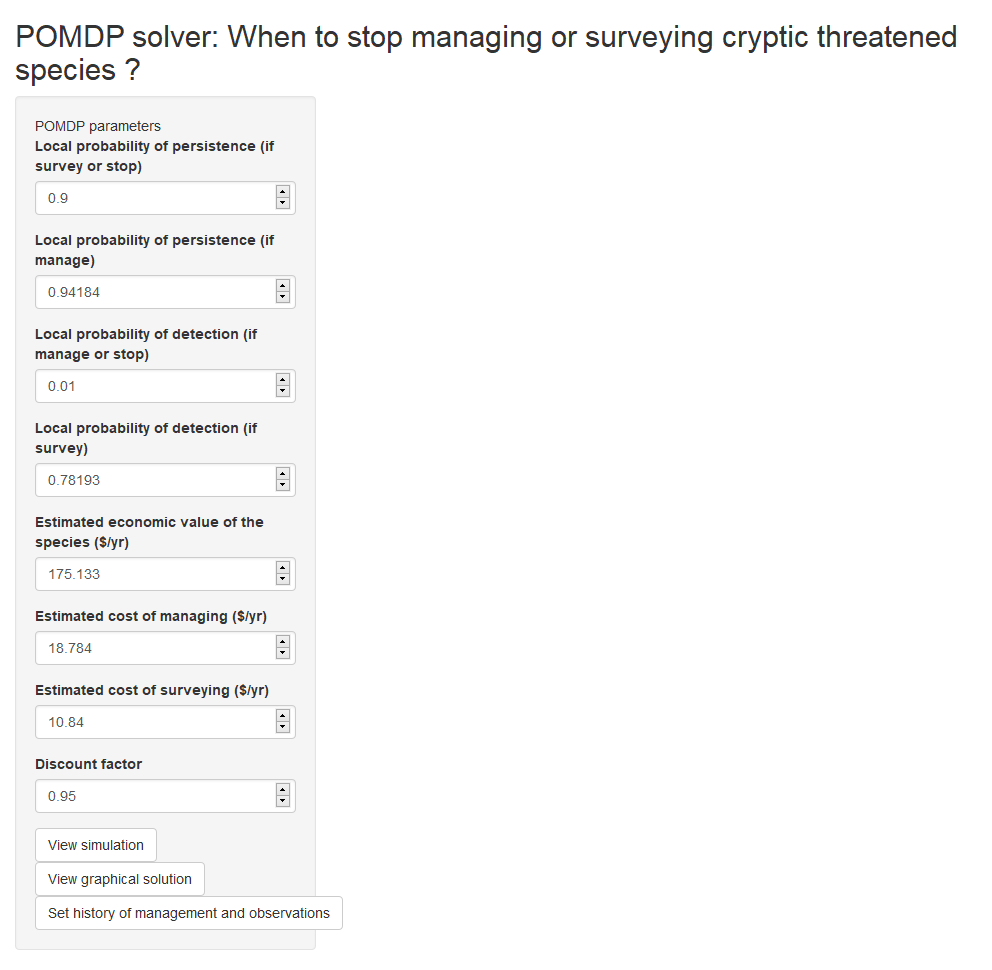 POMDP solver: When to stop managing or surveying cryptic threatened
species ?
POMDP parameters
Local probability of persistence (if
survey or stop)
0.9
Local probability of persistence (if
manage)
0.94184
Local probability of detection (if
manage or stop)
0.01
Local probability of detection (if
survey)
0.78193
Estimated economic value of the
species ($/yr)
175.133
Estimated cost of managing ($/yr)
18.784
Estimated cost of surveying ($/yr)
10.84
Discount factor
0.95
View simulation
View graphical solution
Set history of management and observations